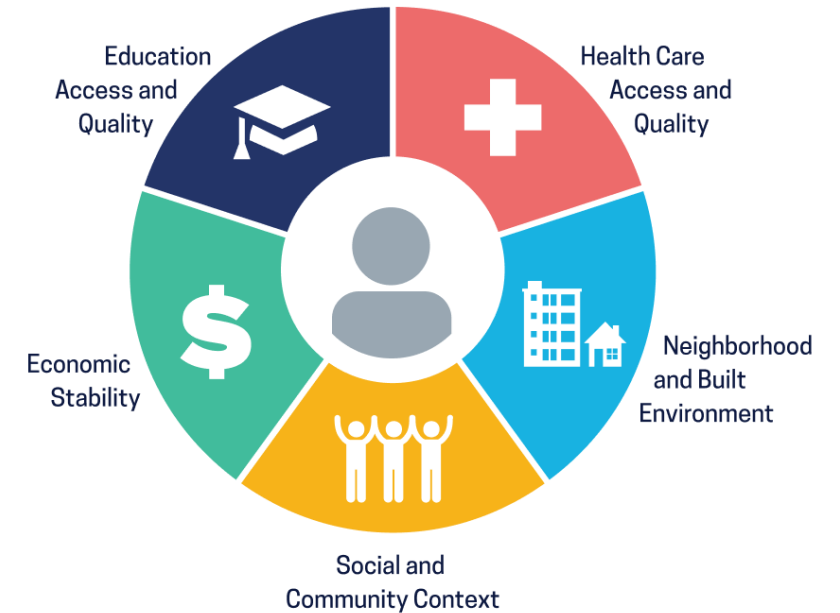 Education
Access and
Quality
Health Care
Access and
Quality
Economic
Stability
Neighborhood
and Built
Environment
Social and
Community Context